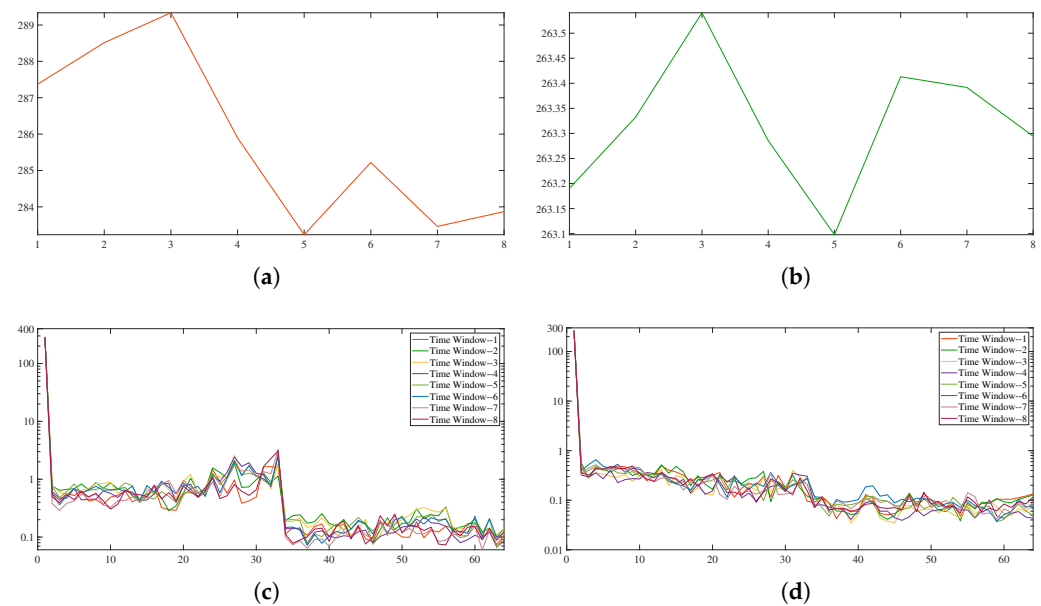 289
288
287
286
285
284
1 2 3 4 5 6 7 8
(a)
263.5
263.45
263.4
263.35
263.3
263.25
263.2
263.15
263.1
1 2 3 4 5 6 7 8
(b)
400
100
10
1
0.1
0 10 20 30 40 50 60
Time Window--1
Time Window--2
Time Window--3
Time Window--4
Time Window--5
Time Window--6
Time Window--7
Time Window--8
(c)
300
100
10
1
0.1
0.01
0 10 20 30 40 50 60
Time Window--1
Time Window--2
Time Window--3
Time Window--4
Time Window--5
Time Window--6
Time Window--7
Time Window--8
(d)